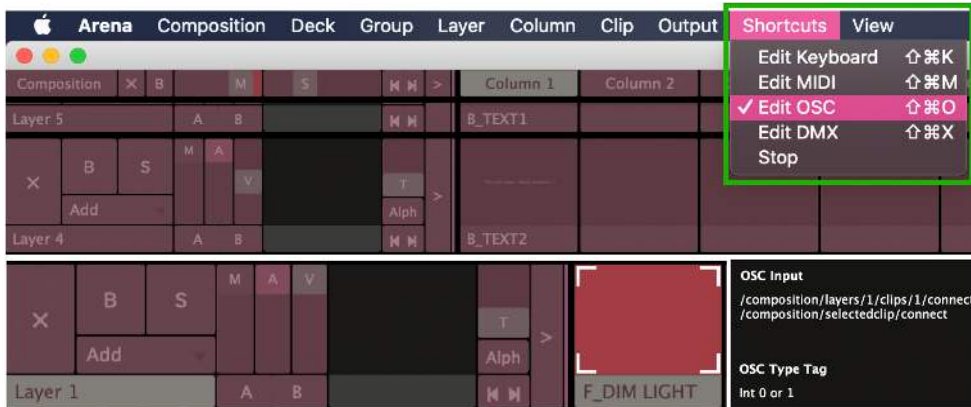 Arena Composition Deck Group Layer Column Clip Output Shortcuts View
Edit Keyboard ⇧⌘K
Edit MIDI ⇧⌘M
✓ Edit OSC ⇧⌘O
Edit DMX ⇧⌘X
Stop
Composition X B M S > Column 1 Column 2
Layer 5 A B B_TEXT1
X B S M A V T >
Add Alph
Layer 4 A B B_TEXT2
X B S M A V T >
Add Alph
Layer 1 A B F_DIM LIGHT
OSC Input
/composition/layers/1/clips/1/connect
/composition/selectedclip/connect
OSC Type Tag
Int 0 or 1